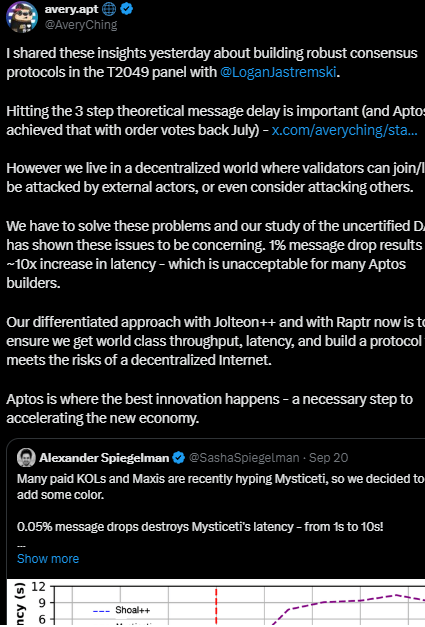 avery.apt
@AveryChing
I shared these insights yesterday about building robust consensus
protocols in the T2049 panel with @LoganJastremski.
Hitting the 3 step theoretical message delay is important (and Aptos
achieved that with order votes back July) - x.com/averyching/sta...
However we live in a decentralized world where validators can join/l
be attacked by external actors, or even consider attacking others.
We have to solve these problems and our study of the uncertified DA
has shown these issues to be concerning. 1% message drop results
~10x increase in latency - which is unacceptable for many Aptos
builders.
Our differentiated approach with Jolteon++ and with Raptr now is to
ensure we get world class throughput, latency, and build a protocol
meets the risks of a decentralized Internet.
Aptos is where the best innovation happens - a necessary step to
accelerating the new economy.
Alexander Spiegelman @SashaSpiegelman · Sep 20
Many paid KOLs and Maxis are recently hyping Mysticeti, so we decided to
add some color.
0.05% message drops destroys Mysticeti's latency - from 1s to 10s!
...
Show more
12
9
6
ncy (s)
Shoal++